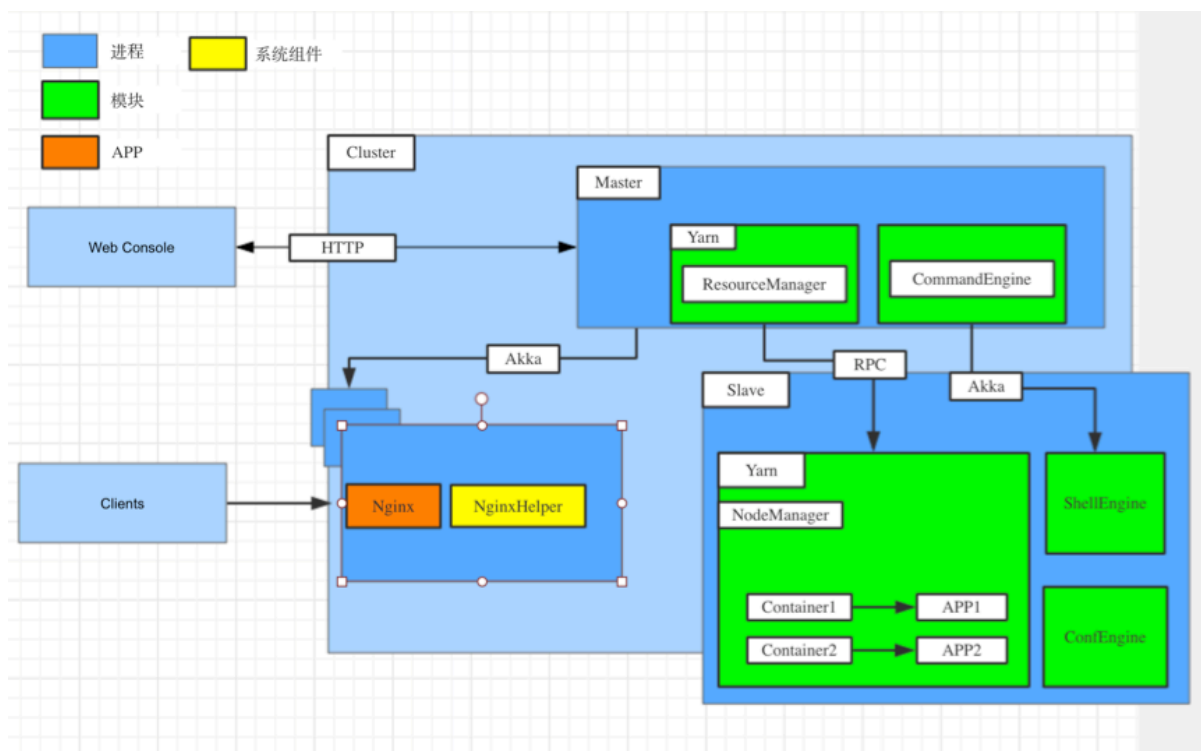 进程
系统组件
模块
APP
Cluster
Master
Web Console
HTTP
Yarn
ResourceManager
CommandEngine
Akka
RPC
Slave
Akka
Yarn
NodeManager
ShellEngine
Clients
Nginx
NginxHelper
Container1
APP1
Container2
APP2
ConfEngine